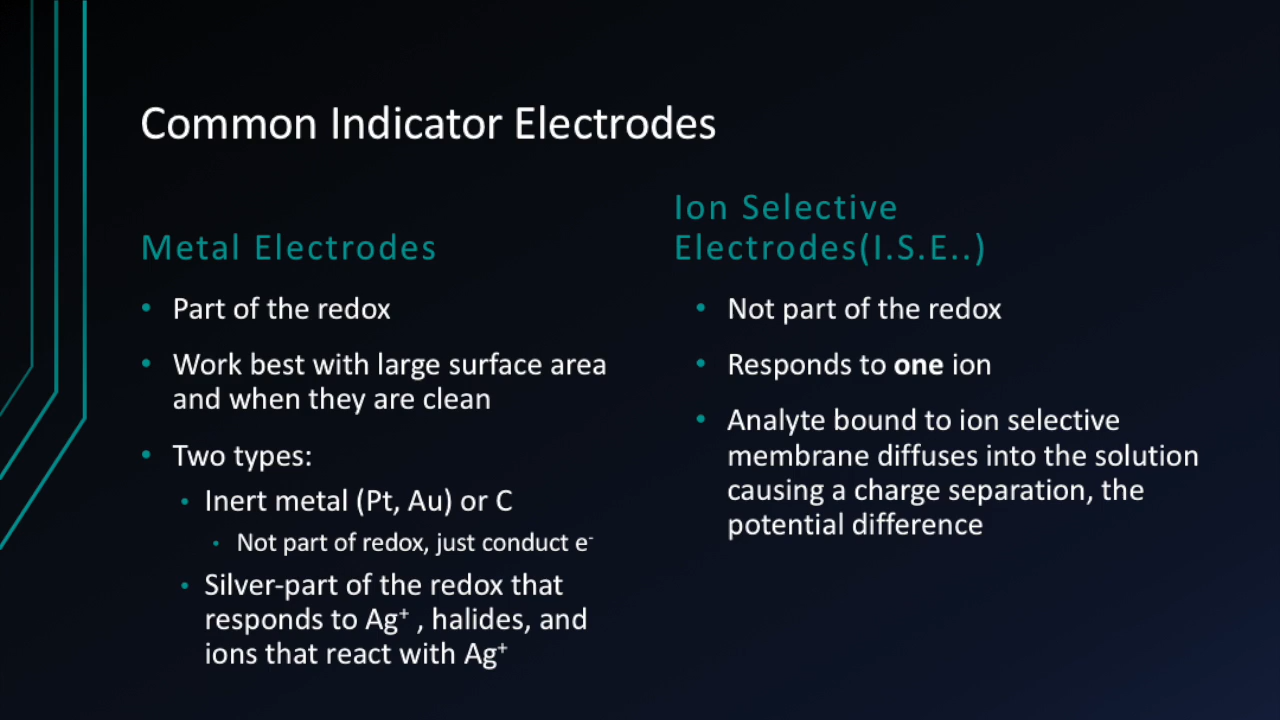 Common Indicator Electrodes
Metal Electrodes
• Part of the redox
• Work best with large surface area
and when they are clean
• Two types:
• Inert metal (Pt, Au) or C
• Not part of redox, just conduct e⁻
• Silver-part of the redox that
responds to Ag⁺ , halides, and
ions that react with Ag⁺
Ion Selective
Electrodes(I.S.E..)
• Not part of the redox
• Responds to one ion
• Analyte bound to ion selective
membrane diffuses into the solution
causing a charge separation, the
potential difference